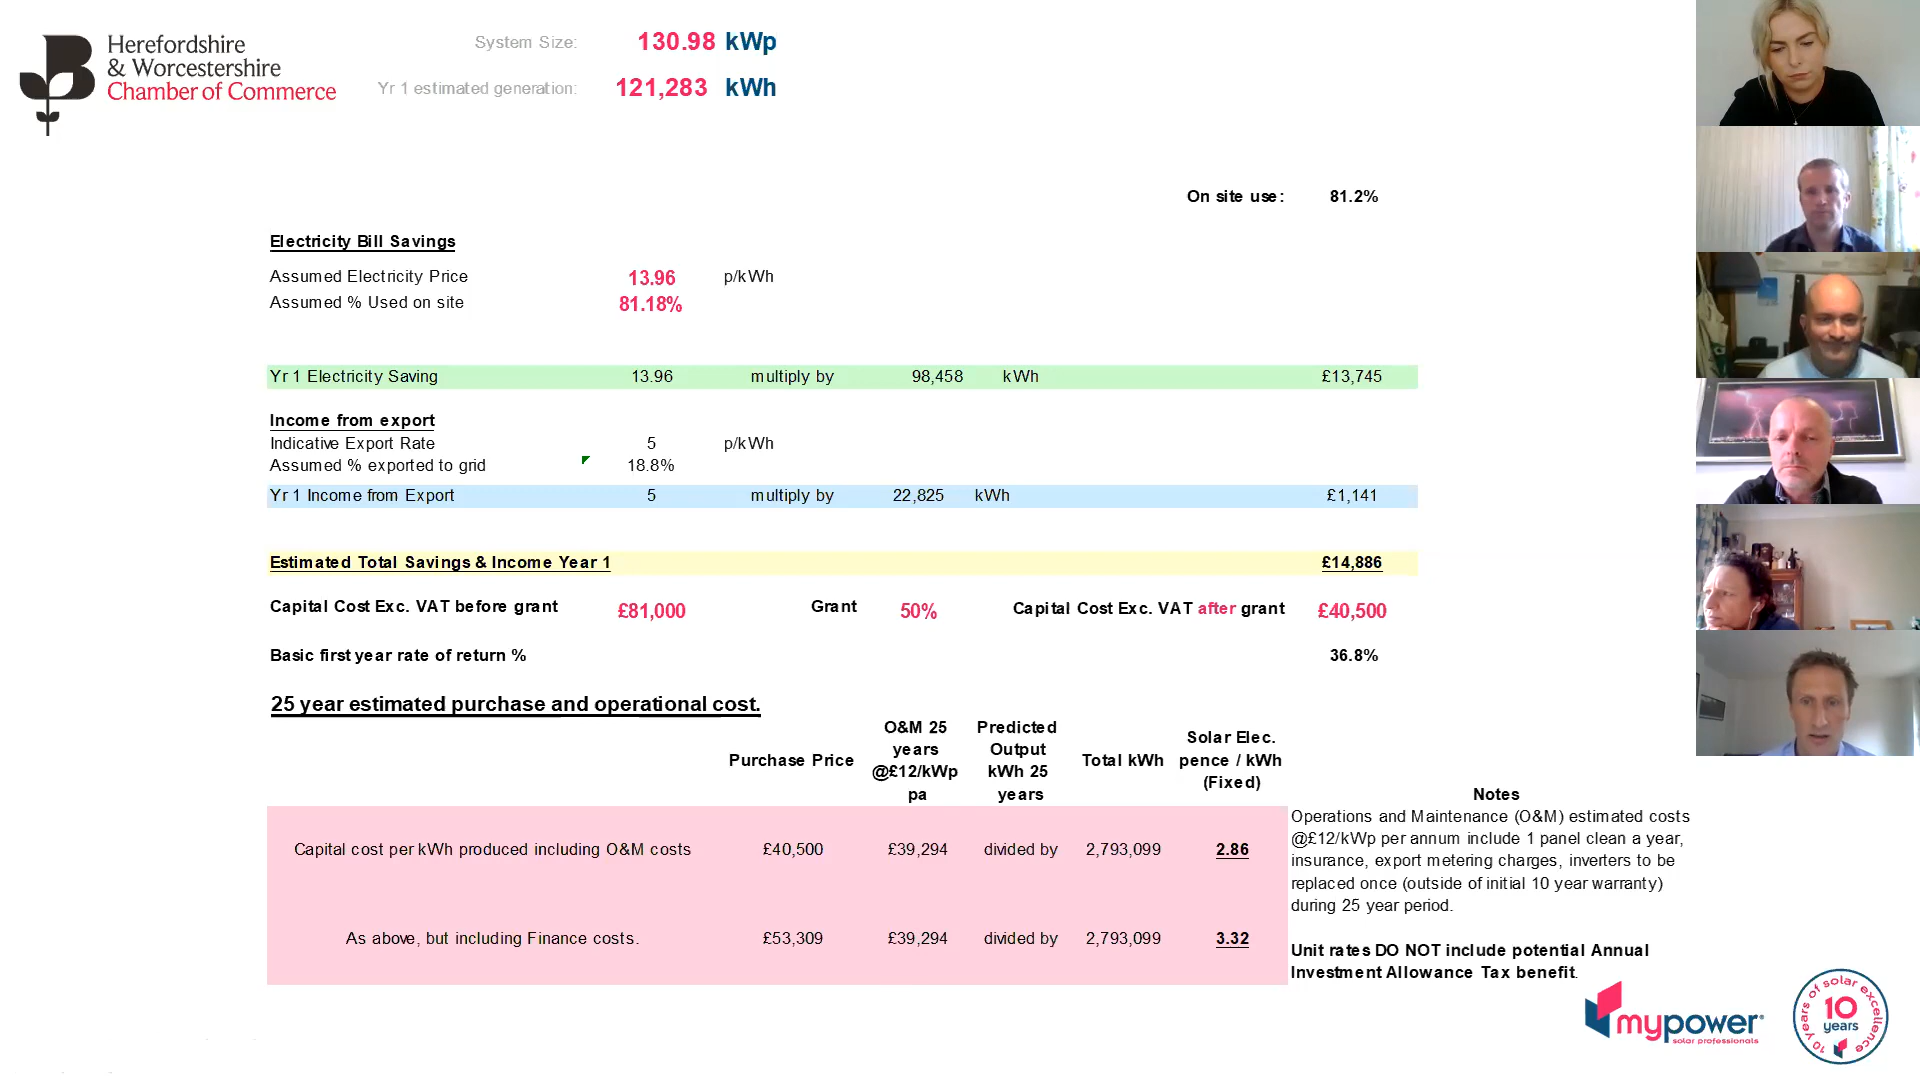 Herefordshire
& Worcestershire
Chamber of Commerce
System Size: 130.98 kWp
Yr 1 estimated generation: 121,283 kWh
On site use: 81.2%
Electricity Bill Savings
Assumed Electricity Price 13.96 p/kWh
Assumed % Used on site 81.18%
Yr 1 Electricity Saving 13.96 multiply by 98,458 kWh £13,745
Income from export
Indicative Export Rate 5 p/kWh
Assumed % exported to grid 18.8%
Yr 1 Income from Export 5 multiply by 22,825 kWh £1,141
Estimated Total Savings & Income Year 1 £14,886
Capital Cost Exc. VAT before grant £81,000 Grant 50% Capital Cost Exc. VAT after grant £40,500
Basic first year rate of return % 36.8%
25 year estimated purchase and operational cost.
Purchase Price
O&M 25
years
@£12/kWp
pa
Predicted
Output
kWh 25
years
Total kWh
Solar Elec.
pence / kWh
(Fixed)
Capital cost per kWh produced including O&M costs £40,500 £39,294 divided by 2,793,099 2.86
As above, but including Finance costs. £53,309 £39,294 divided by 2,793,099 3.32
Notes
Operations and Maintenance (O&M) estimated costs
@£12/kWp per annum include 1 panel clean a year,
insurance, export metering charges, inverters to be
replaced once (outside of initial 10 year warranty)
during 25 year period.
Unit rates DO NOT include potential Annual
Investment Allowance Tax benefit.
mypower
solar professionals
10 years of solar excellence
10
years